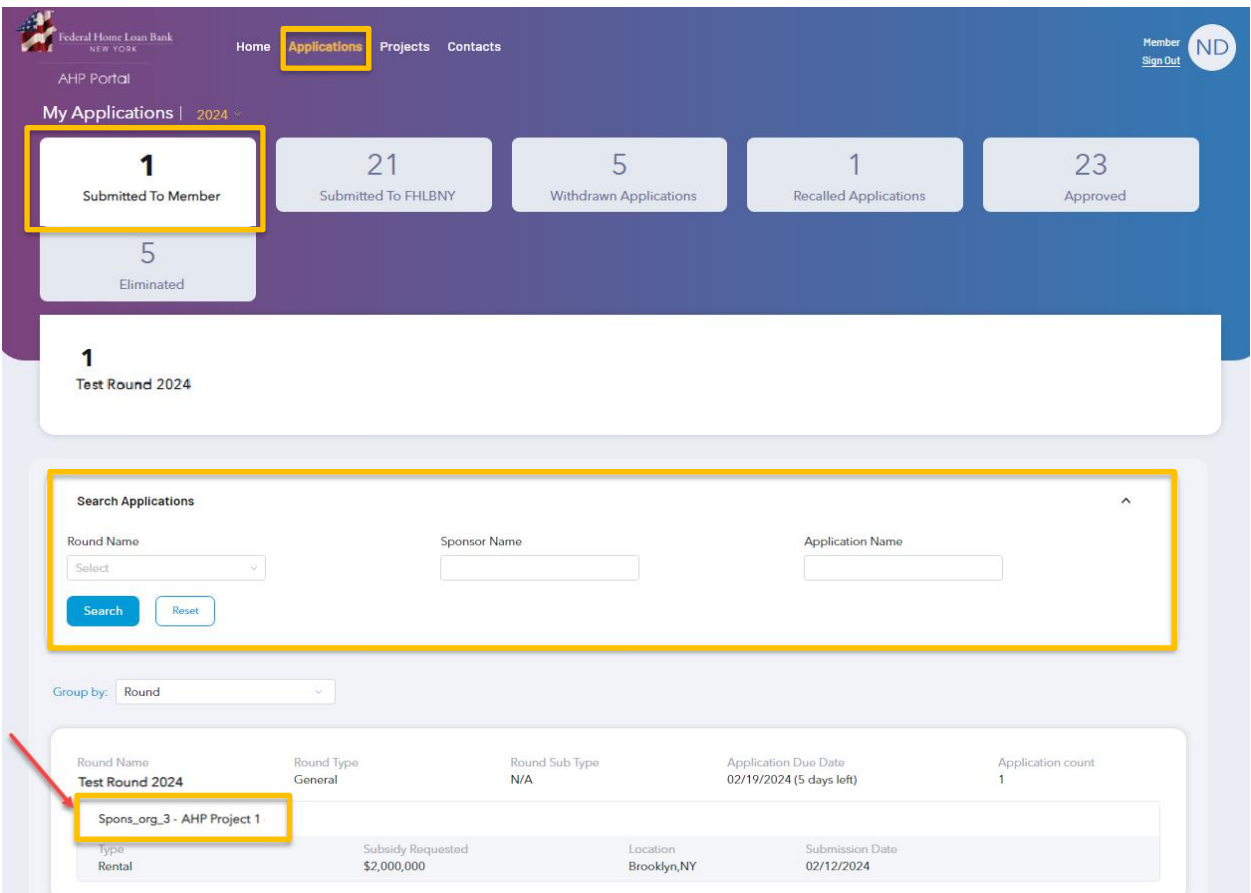 Federal Home Loan Bank
NEW YORK
AHP Portal
Home Applications Projects Contacts
Member
Sign Out
ND
My Applications | 2024
1
Submitted To Member
21
Submitted To FHLBNY
5
Withdrawn Applications
1
Recalled Applications
23
Approved
5
Eliminated
1
Test Round 2024
Search Applications
Round Name Sponsor Name Application Name
Select
Search Reset
Group by: Round
Round Name Round Type Round Sub Type Application Due Date Application count
Test Round 2024 General N/A 02/19/2024 (5 days left) 1
Spons_org_3 - AHP Project 1
Type Subsidy Requested Location Submission Date
Rental $2,000,000 Brooklyn,NY 02/12/2024